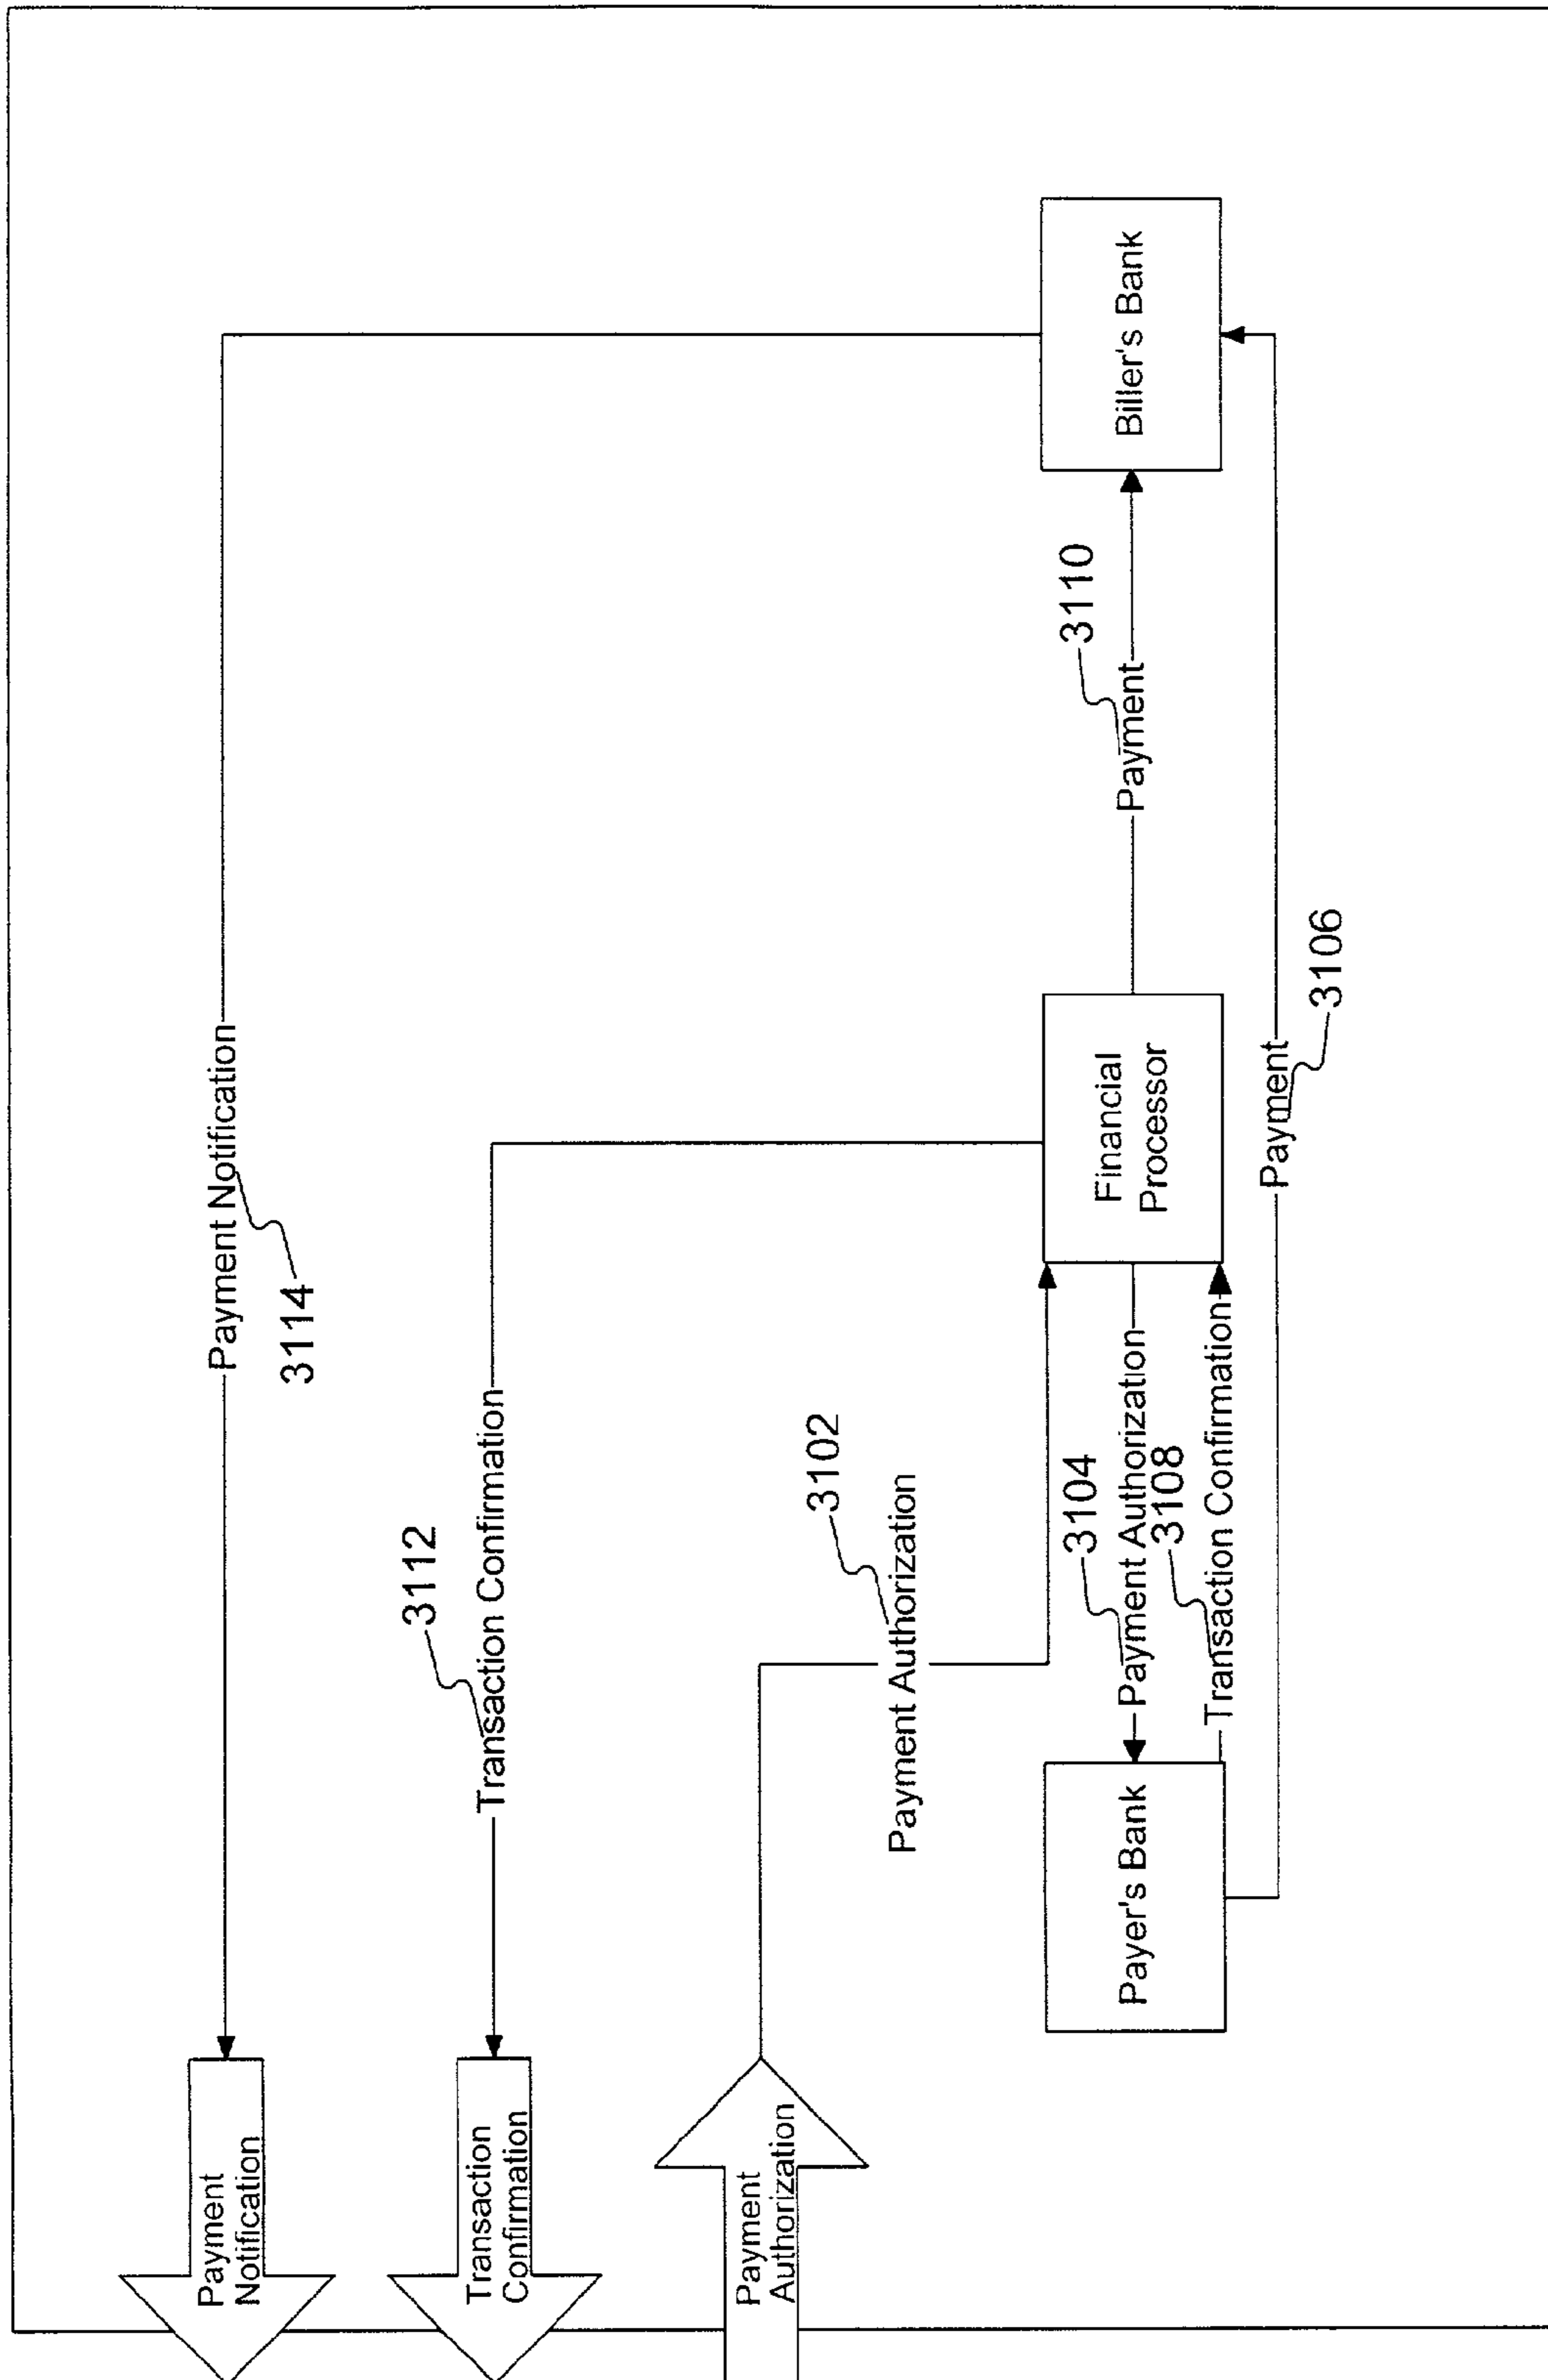 Payment
Notification
Payment Notification
3114
Transaction
Confirmation
Transaction Confirmation
3112
Payment
Authorization
Payment Authorization
3102
Payer's Bank
3104
Payment Authorization
3108
Transaction Confirmation
Financial
Processor
Payment
3110
Biller's Bank
Payment
3106